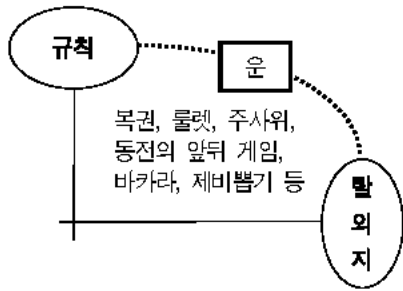 규칙
운
복권, 룰렛, 주사위,
동전의 앞뒤 게임,
바카라, 제비뽑기 등
탈
의
지